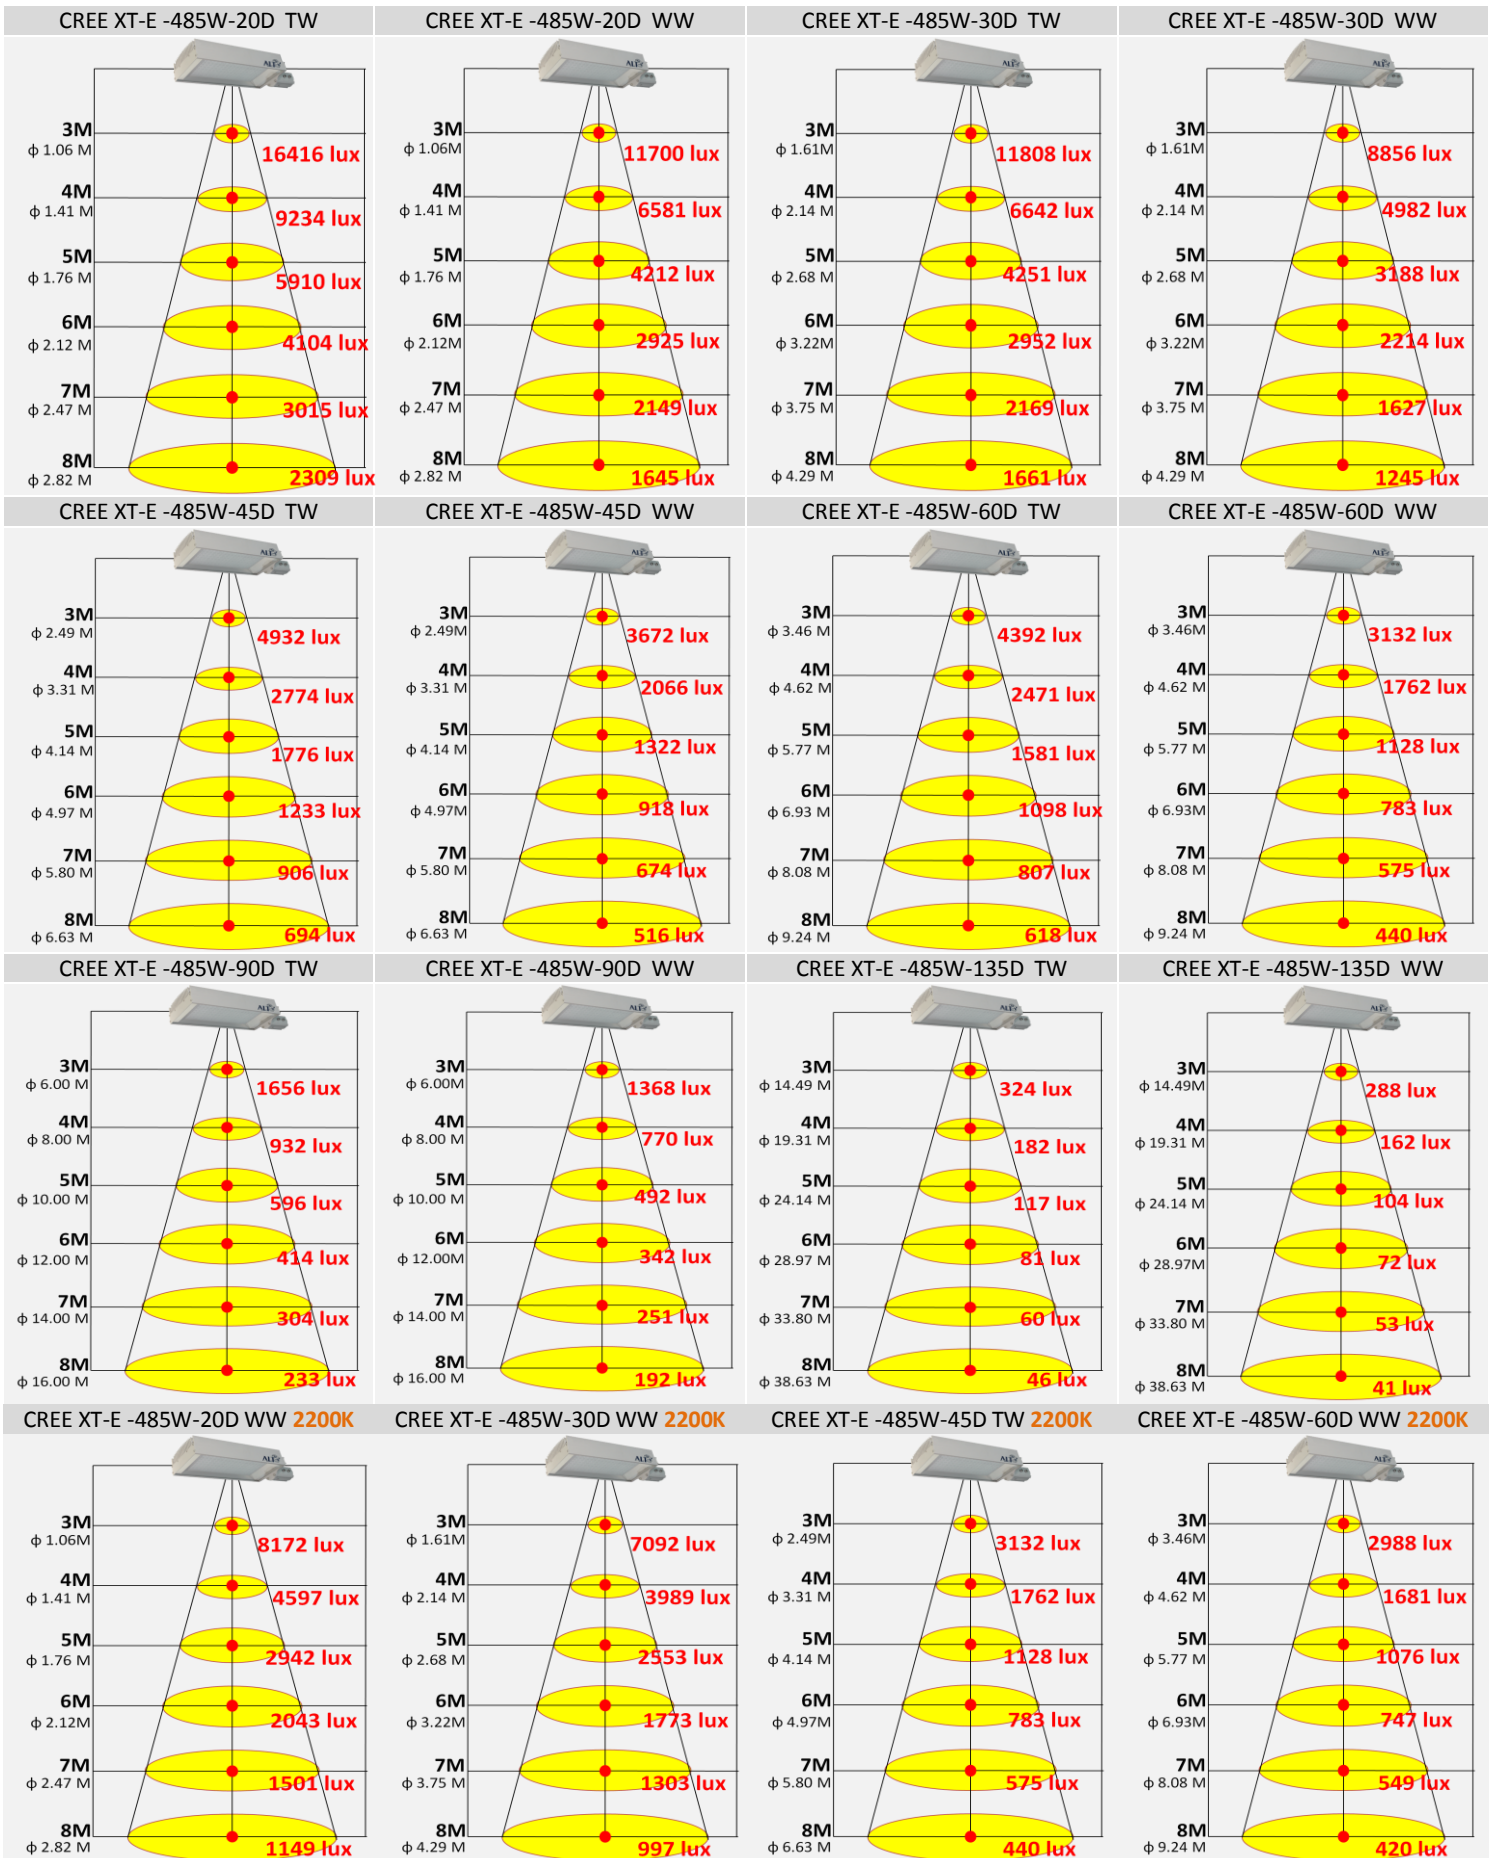 CREE XT-E -485W-20D TW
3M
ϕ 1.06 M
16416 lux
4M
ϕ 1.41 M
9234 lux
5M
ϕ 1.76 M
5910 lux
6M
ϕ 2.12 M
4104 lux
7M
ϕ 2.47 M
3015 lux
8M
ϕ 2.82 M
2309 lux
CREE XT-E -485W-20D WW
3M
ϕ 1.06M
11700 lux
4M
ϕ 1.41 M
6581 lux
5M
ϕ 1.76 M
4212 lux
6M
ϕ 2.12M
2925 lux
7M
ϕ 2.47 M
2149 lux
8M
ϕ 2.82 M
1645 lux
CREE XT-E -485W-30D TW
3M
ϕ 1.61M
11808 lux
4M
ϕ 2.14 M
6642 lux
5M
ϕ 2.68 M
4251 lux
6M
ϕ 3.22M
2952 lux
7M
ϕ 3.75 M
2169 lux
8M
ϕ 4.29 M
1661 lux
CREE XT-E -485W-30D WW
3M
ϕ 1.61M
8856 lux
4M
ϕ 2.14 M
4982 lux
5M
ϕ 2.68 M
3188 lux
6M
ϕ 3.22M
2214 lux
7M
ϕ 3.75 M
1627 lux
8M
ϕ 4.29 M
1245 lux
CREE XT-E -485W-45D TW
3M
ϕ 2.49 M
4932 lux
4M
ϕ 3.31 M
2774 lux
5M
ϕ 4.14 M
1776 lux
6M
ϕ 4.97 M
1233 lux
7M
ϕ 5.80 M
906 lux
8M
ϕ 6.63 M
694 lux
CREE XT-E -485W-45D WW
3M
ϕ 2.49M
3672 lux
4M
ϕ 3.31 M
2066 lux
5M
ϕ 4.14 M
1322 lux
6M
ϕ 4.97M
918 lux
7M
ϕ 5.80 M
674 lux
8M
ϕ 6.63 M
516 lux
CREE XT-E -485W-60D TW
3M
ϕ 3.46 M
4392 lux
4M
ϕ 4.62 M
2471 lux
5M
ϕ 5.77 M
1581 lux
6M
ϕ 6.93 M
1098 lux
7M
ϕ 8.08 M
807 lux
8M
ϕ 9.24 M
618 lux
CREE XT-E -485W-60D WW
3M
ϕ 3.46M
3132 lux
4M
ϕ 4.62 M
1762 lux
5M
ϕ 5.77 M
1128 lux
6M
ϕ 6.93M
783 lux
7M
ϕ 8.08 M
575 lux
8M
ϕ 9.24 M
440 lux
CREE XT-E -485W-90D TW
3M
ϕ 6.00 M
1656 lux
4M
ϕ 8.00 M
932 lux
5M
ϕ 10.00 M
596 lux
6M
ϕ 12.00 M
414 lux
7M
ϕ 14.00 M
304 lux
8M
ϕ 16.00 M
233 lux
CREE XT-E -485W-90D WW
3M
ϕ 6.00M
1368 lux
4M
ϕ 8.00 M
770 lux
5M
ϕ 10.00 M
492 lux
6M
ϕ 12.00M
342 lux
7M
ϕ 14.00 M
251 lux
8M
ϕ 16.00 M
192 lux
CREE XT-E -485W-135D TW
3M
ϕ 14.49 M
324 lux
4M
ϕ 19.31 M
182 lux
5M
ϕ 24.14 M
117 lux
6M
ϕ 28.97 M
81 lux
7M
ϕ 33.80 M
60 lux
8M
ϕ 38.63 M
46 lux
CREE XT-E -485W-135D WW
3M
ϕ 14.49M
288 lux
4M
ϕ 19.31 M
162 lux
5M
ϕ 24.14 M
104 lux
6M
ϕ 28.97M
72 lux
7M
ϕ 33.80 M
53 lux
8M
ϕ 38.63 M
41 lux
CREE XT-E -485W-20D WW 2200K
3M
ϕ 1.06M
8172 lux
4M
ϕ 1.41 M
4597 lux
5M
ϕ 1.76 M
2942 lux
6M
ϕ 2.12M
2043 lux
7M
ϕ 2.47 M
1501 lux
8M
ϕ 2.82 M
1149 lux
CREE XT-E -485W-30D WW 2200K
3M
ϕ 1.61M
7092 lux
4M
ϕ 2.14 M
3989 lux
5M
ϕ 2.68 M
2553 lux
6M
ϕ 3.22M
1773 lux
7M
ϕ 3.75 M
1303 lux
8M
ϕ 4.29 M
997 lux
CREE XT-E -485W-45D TW 2200K
3M
ϕ 2.49M
3132 lux
4M
ϕ 3.31 M
1762 lux
5M
ϕ 4.14 M
1128 lux
6M
ϕ 4.97M
783 lux
7M
ϕ 5.80 M
575 lux
8M
ϕ 6.63 M
440 lux
CREE XT-E -485W-60D WW 2200K
3M
ϕ 3.46M
2988 lux
4M
ϕ 4.62 M
1681 lux
5M
ϕ 5.77 M
1076 lux
6M
ϕ 6.93M
747 lux
7M
ϕ 8.08 M
549 lux
8M
ϕ 9.24 M
420 lux